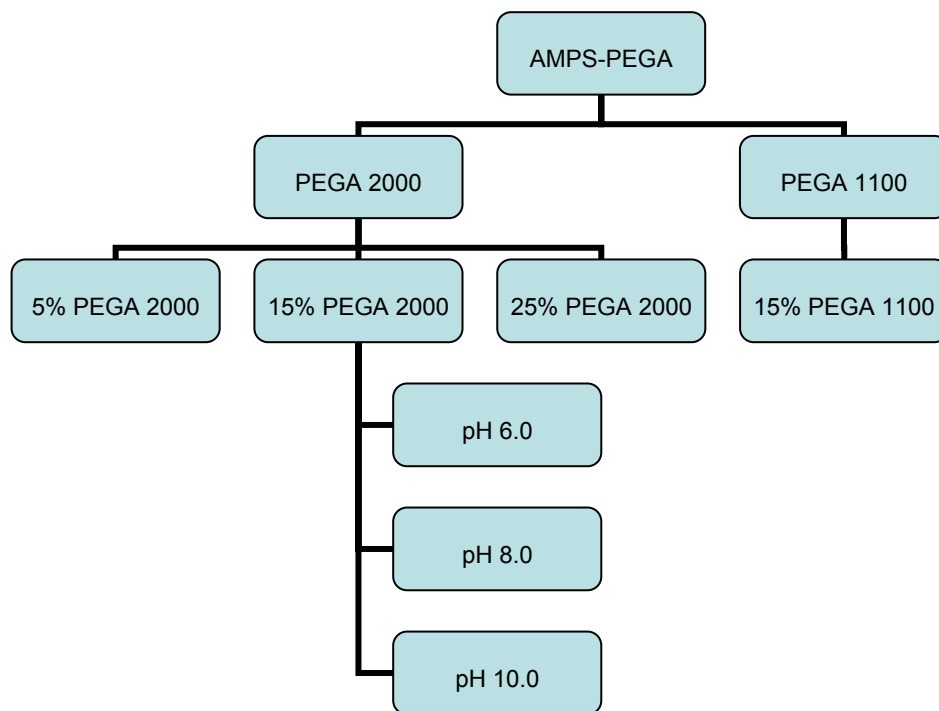 AMPS-PEGA
PEGA 2000
PEGA 1100
5% PEGA 2000
15% PEGA 2000
25% PEGA 2000
15% PEGA 1100
pH 6.0
pH 8.0
pH 10.0